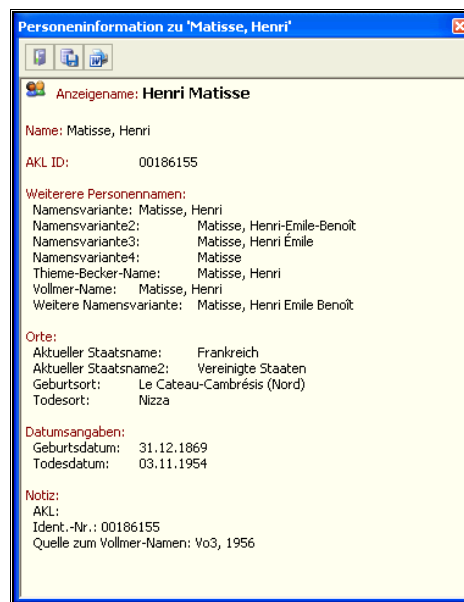 Personeninformation zu 'Matisse, Henri'
Anzeigename: Henri Matisse
Name: Matisse, Henri
AKL ID: 00186155
Weiterere Personennamen:
Namensvariante: Matisse, Henri
Namensvariante2: Matisse, Henri-Emile-Benoît
Namensvariante3: Matisse, Henri Émile
Namensvariante4: Matisse
Thieme-Becker-Name: Matisse, Henri
Vollmer-Name: Matisse, Henri
Weitere Namensvariante: Matisse, Henri Emile Benoît
Orte:
Aktueller Staatsname: Frankreich
Aktueller Staatsname2: Vereinigte Staaten
Geburtsort: Le Cateau-Cambrésis (Nord)
Todesort: Nizza
Datumsangaben:
Geburtsdatum: 31.12.1869
Todesdatum: 03.11.1954
Notiz:
AKL:
Ident.-Nr.: 00186155
Quelle zum Vollmer-Namen: Vo3, 1956